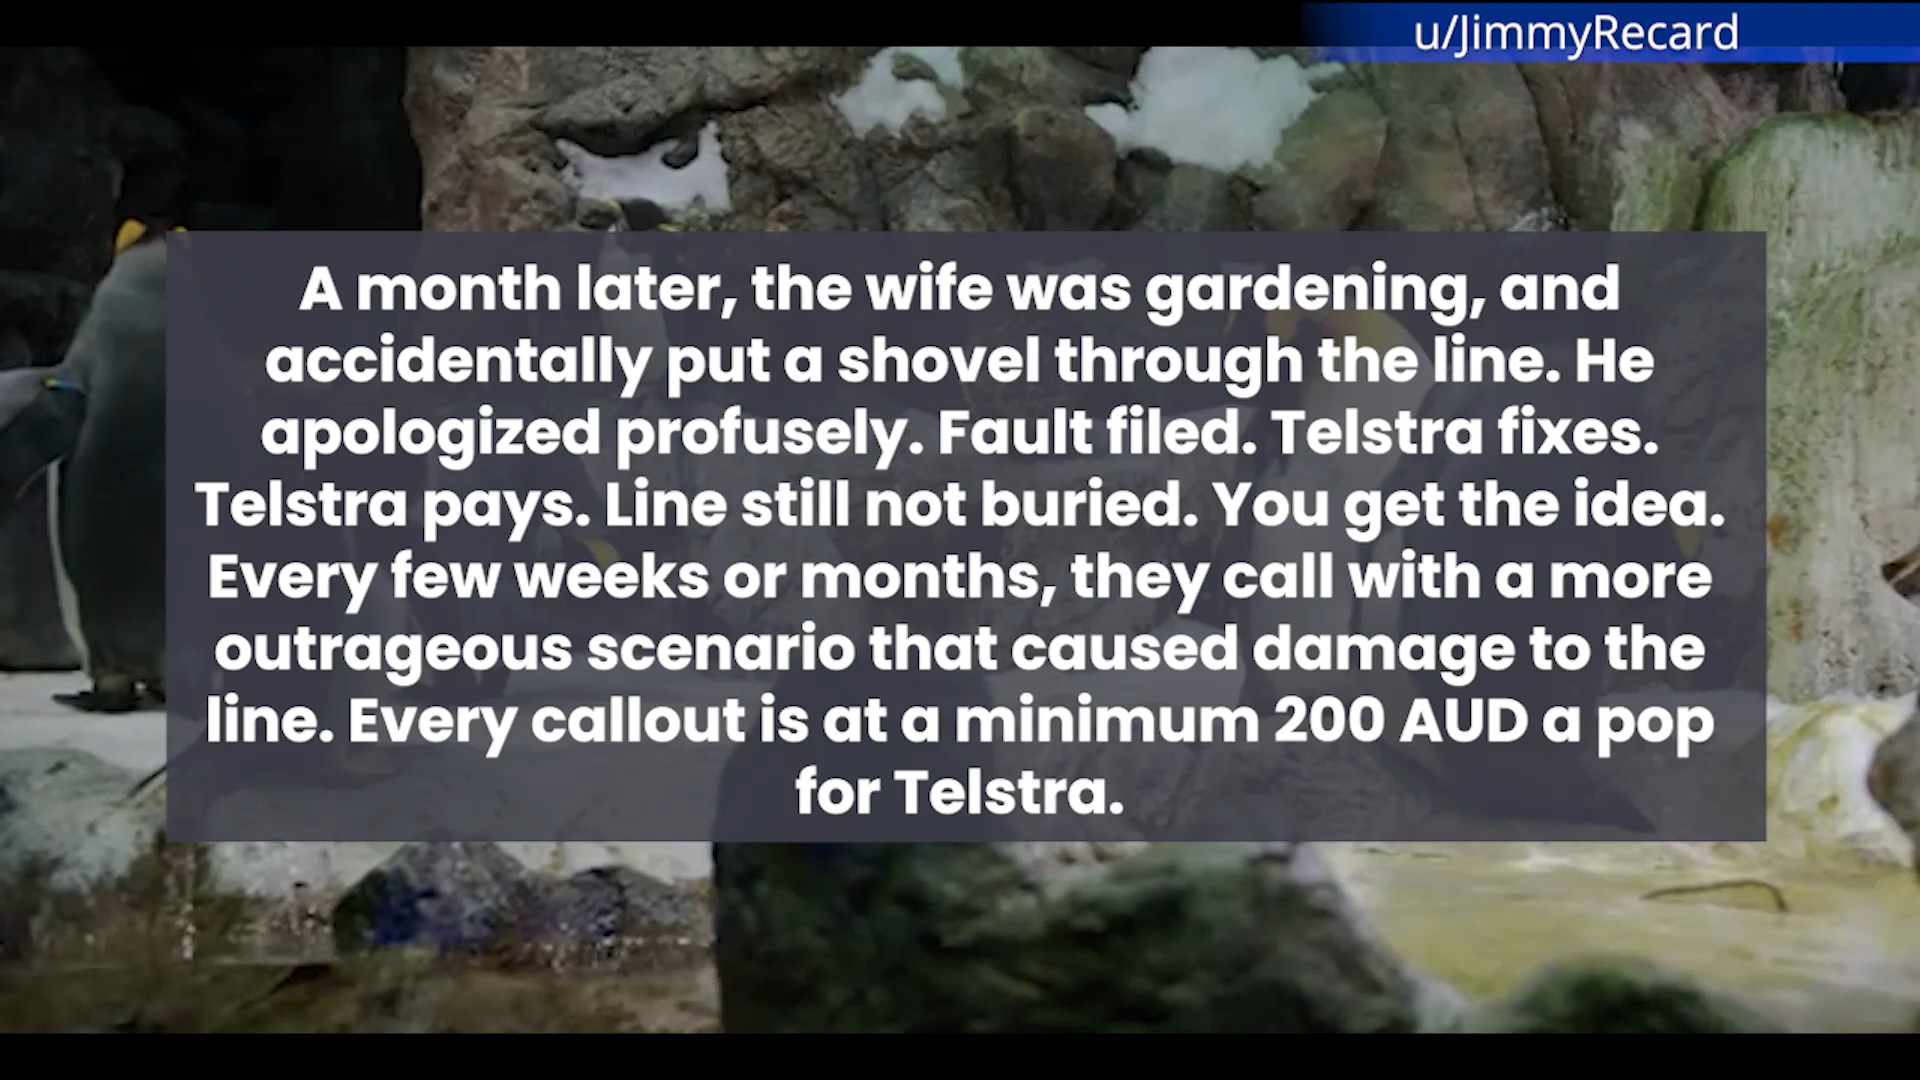 u/JimmyRecard
A month later, the wife was gardening, and
accidentally put a shovel through the line. He
apologized profusely. Fault filed. Telstra fixes.
Telstra pays. Line still not buried. You get the idea.
Every few weeks or months, they call with a more
outrageous scenario that caused damage to the
line. Every callout is at a minimum 200 AUD a pop
for Telstra.